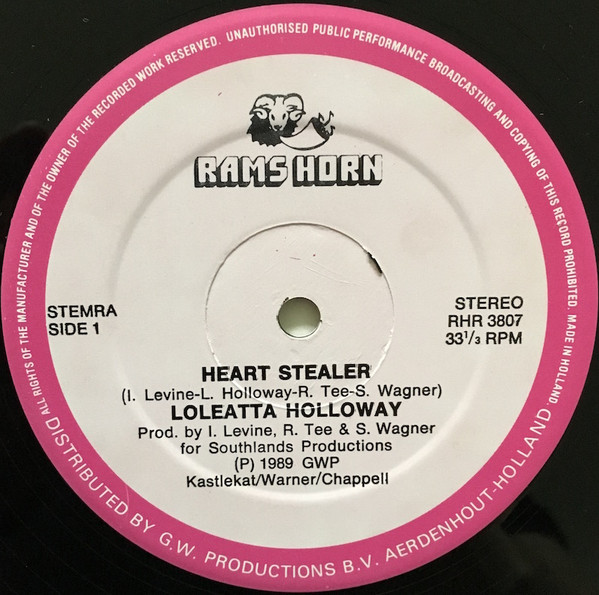 ALL RIGHTS OF THE MANUFACTURER AND OF THE OWNER OF THE RECORDED WORK RESERVED. UNAUTHORISED PUBLIC PERFORMANCE BROADCASTING AND COPYING OF THIS RECORD PROHIBITED. MADE IN HOLLAND
RAMS HORN
STEMRA
SIDE 1
STEREO
RHR 3807
33 1/3 RPM
HEART STEALER
(I. Levine-L. Holloway-R. Tee-S. Wagner)
LOLEATTA HOLLOWAY
Prod. by I. Levine, R. Tee & S. Wagner
for Southlands Productions
(P) 1989 GWP
Kastlekat/Warner/Chappell
DISTRIBUTED BY G.W. PRODUCTIONS B.V. AERDENHOUT-HOLLAND